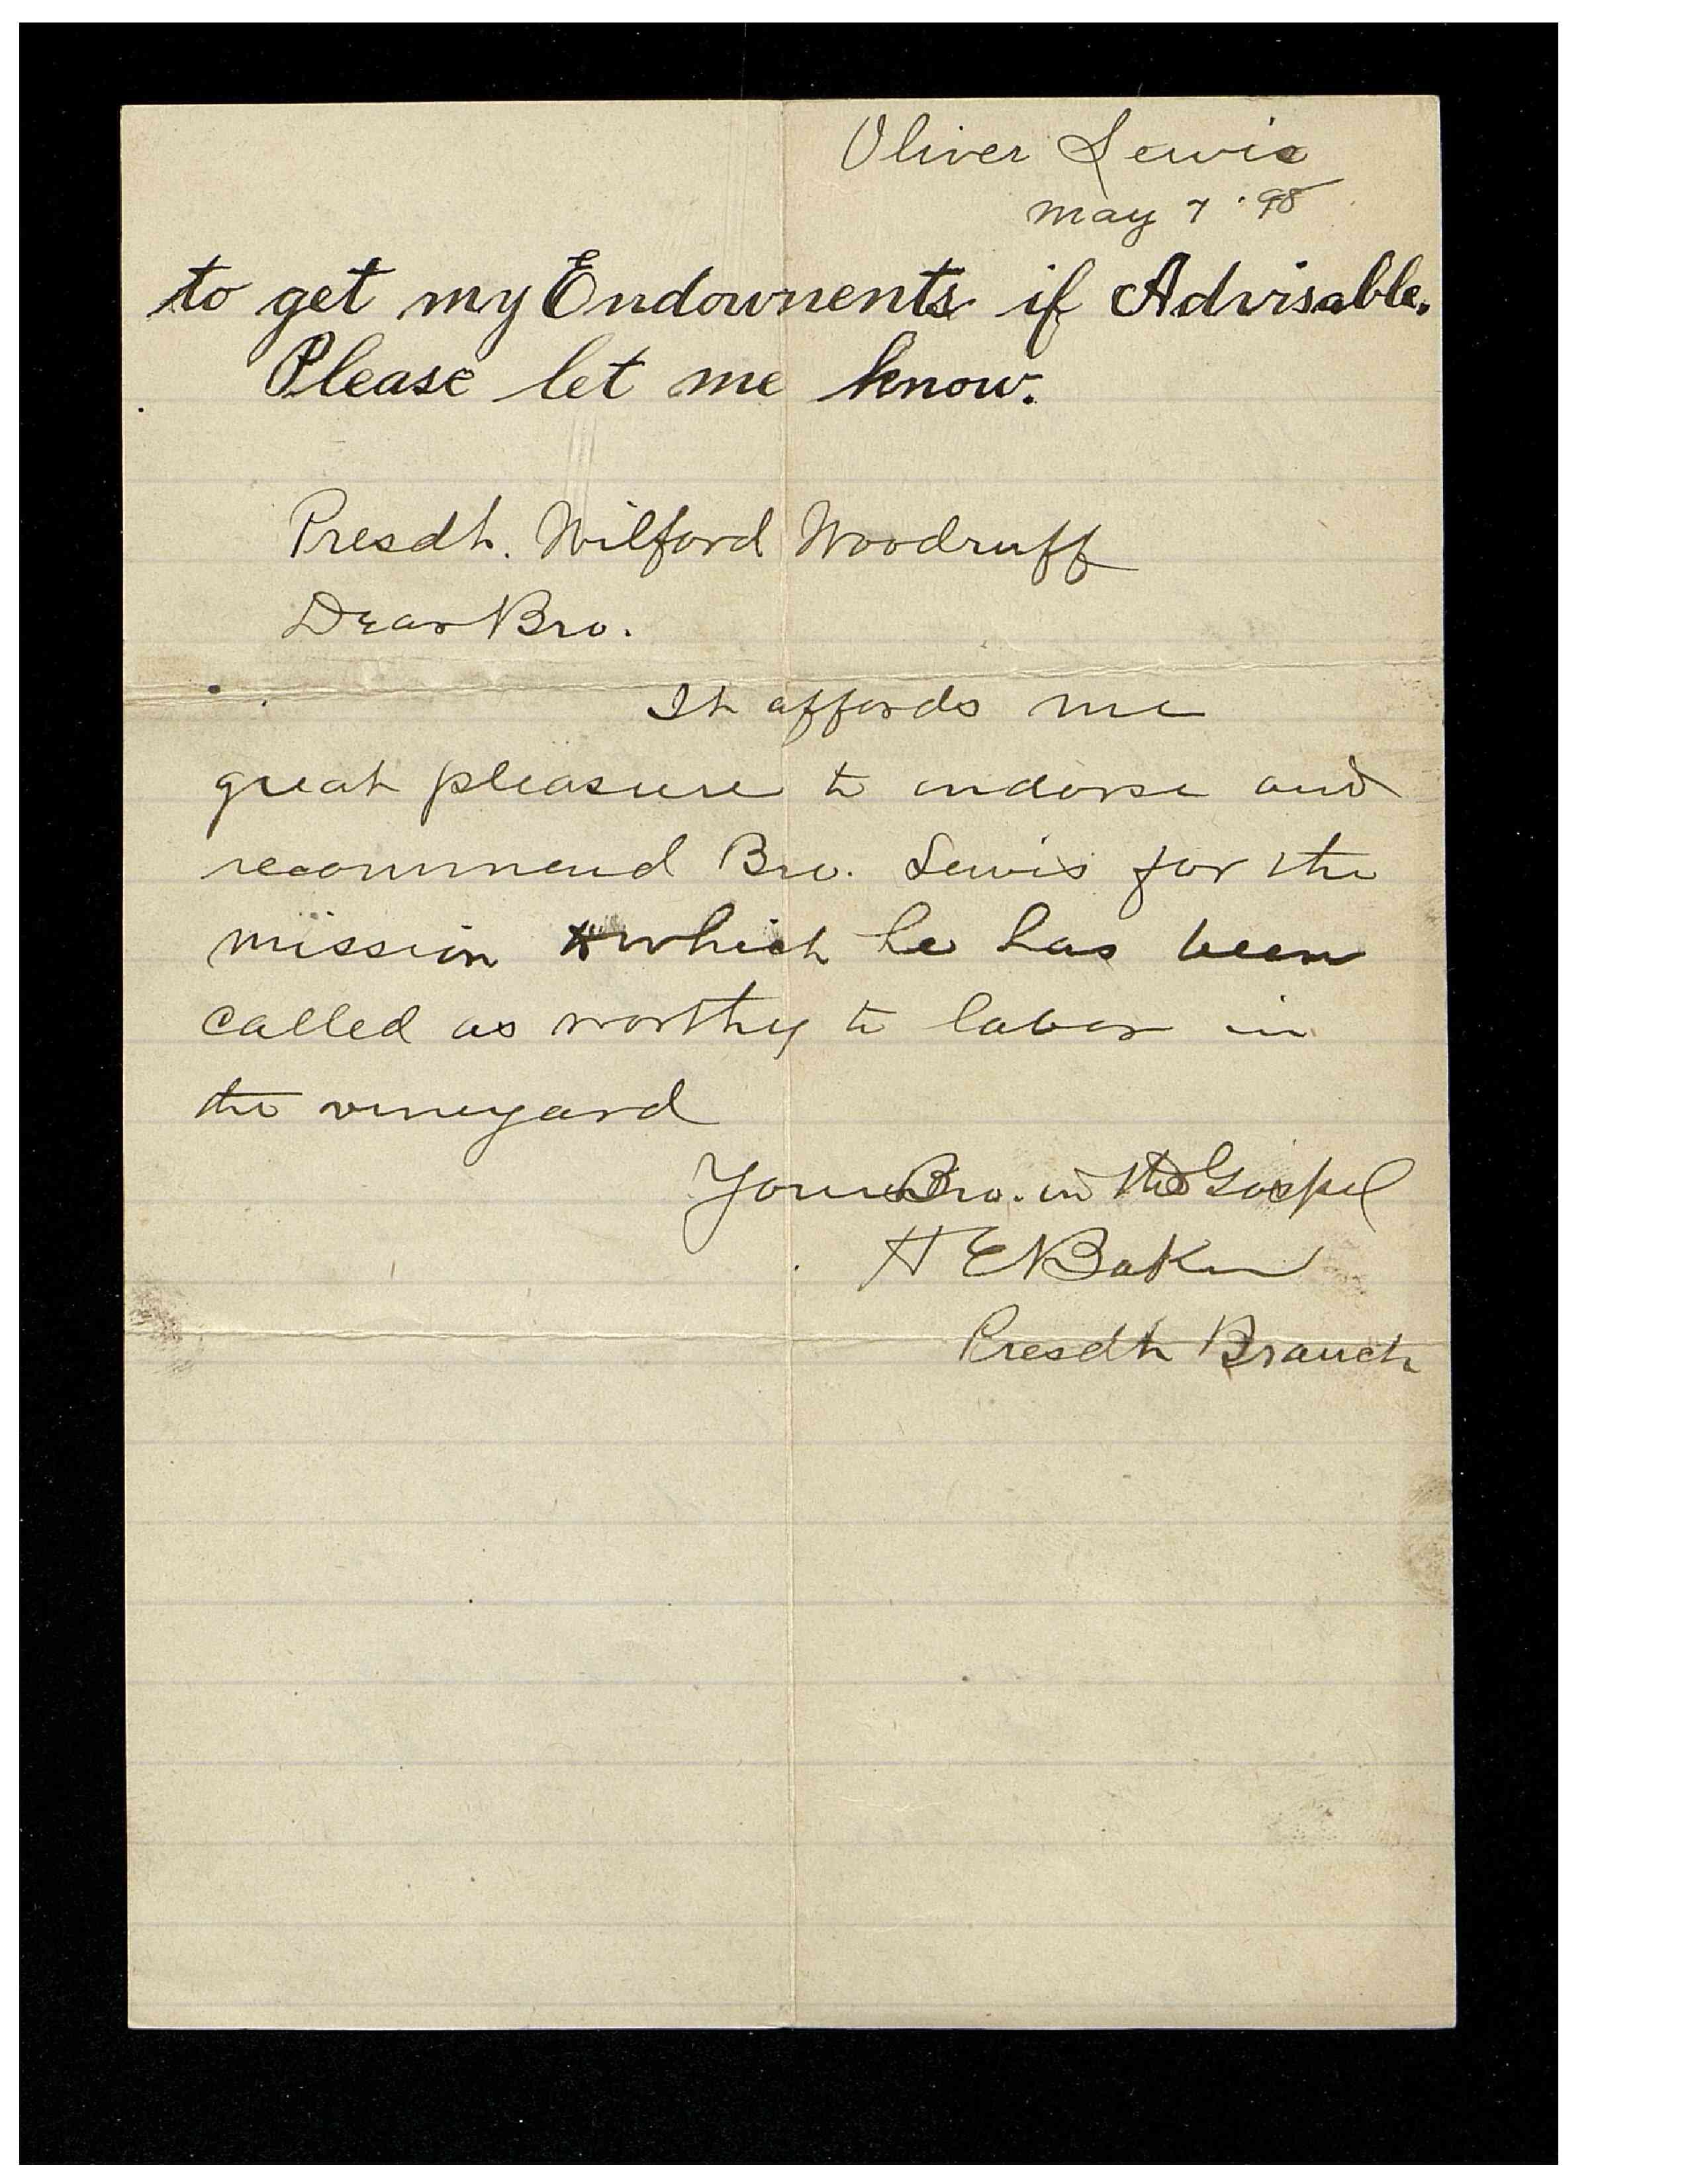 Oliver Lewis
May 7 '98
to get my Endownents if Advisable.
Please let me know.
Presdt. Wilford Woodruff
Dear Bro.
It affords me
great pleasure to endorse and
recommend Bro. Lewis for the
mission which he has been
called as worthy to labor in
the vineyard
Your Bro. in the Gospel
H E Baker
Presdt Branch